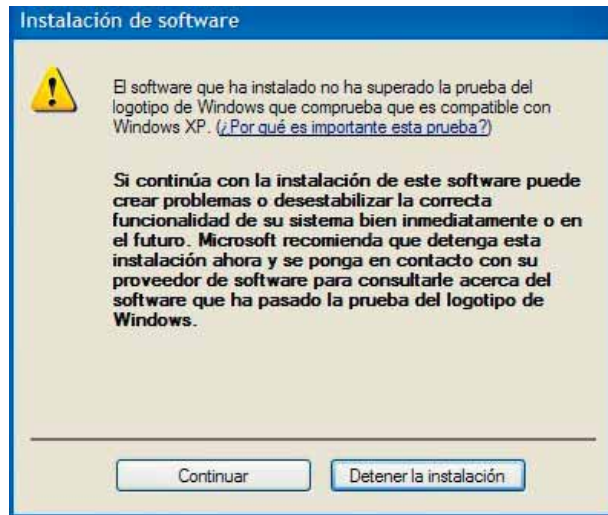 Instalación de software
El software que ha instalado no ha superado la prueba del
logotipo de Windows que comprueba que es compatible con
Windows XP. (¿Por qué es importante esta prueba?)
Si continúa con la instalación de este software puede
crear problemas o desestabilizar la correcta
funcionalidad de su sistema bien inmediatamente o en
el futuro. Microsoft recomienda que detenga esta
instalación ahora y se ponga en contacto con su
proveedor de software para consultarle acerca del
software que ha pasado la prueba del logotipo de
Windows.
Continuar
Detener la instalación